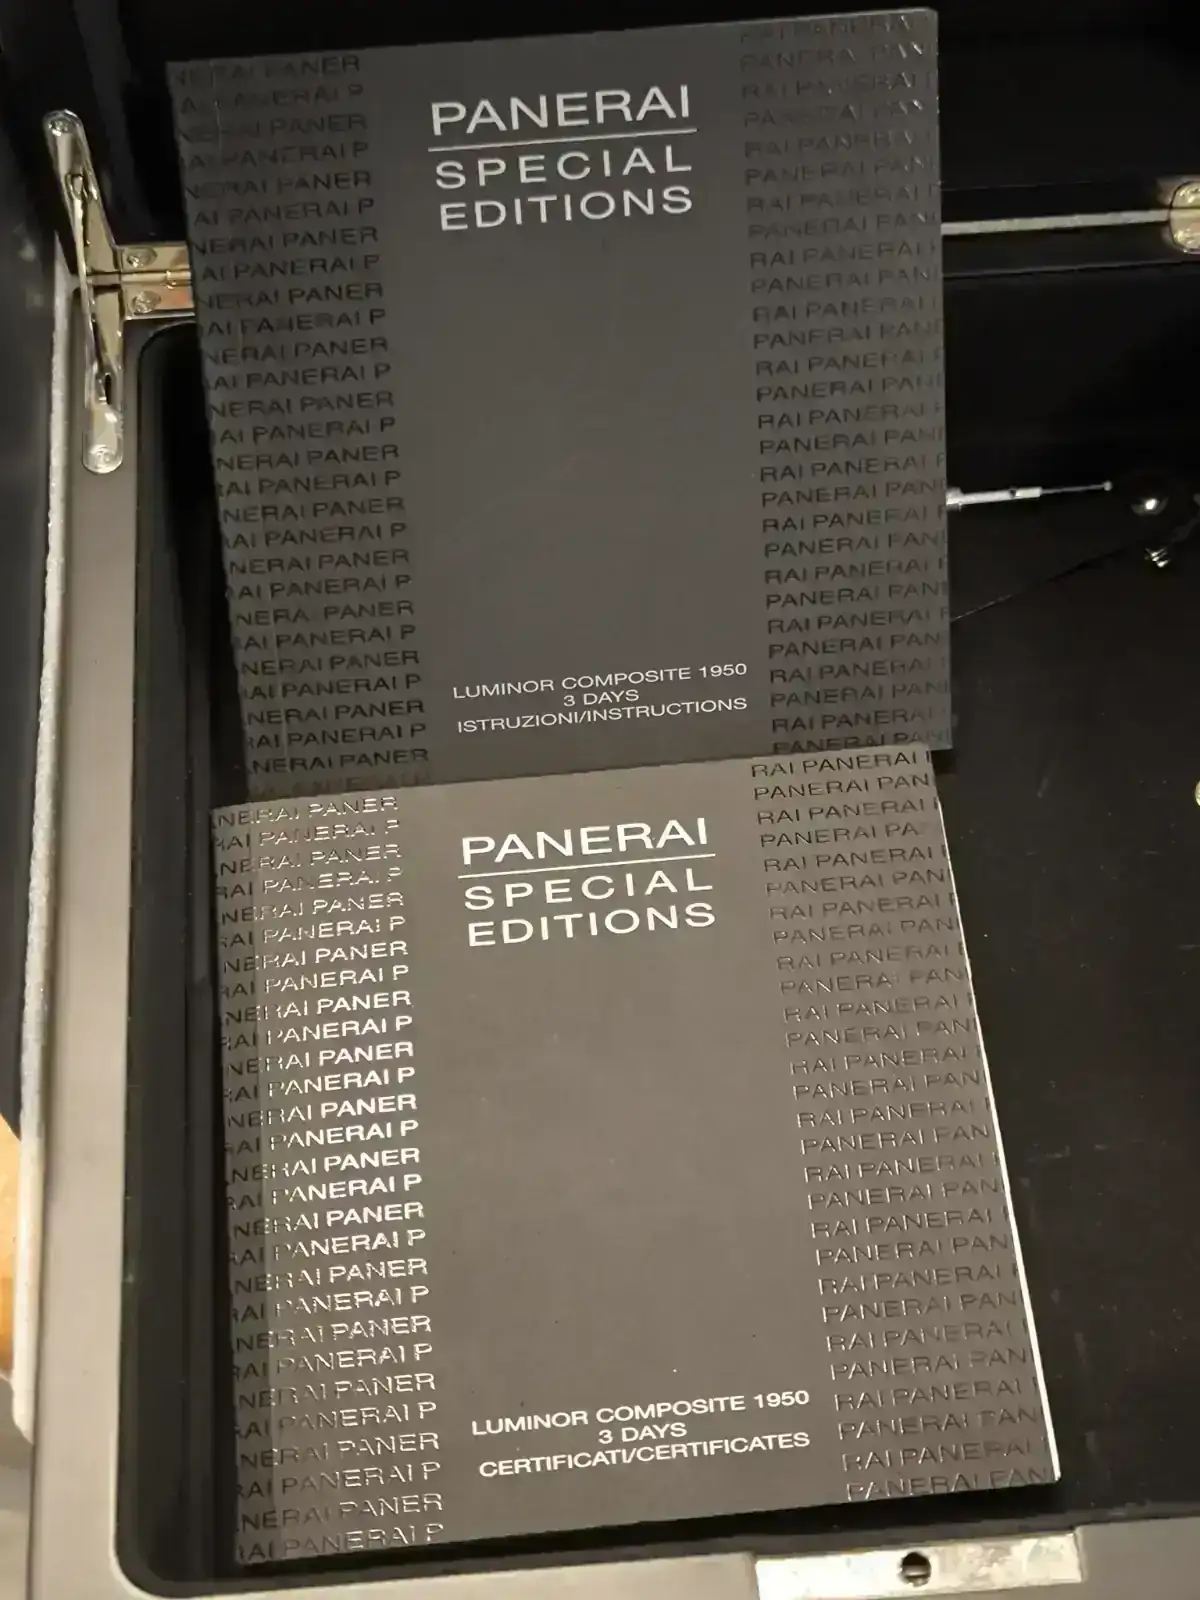 PANERAI
SPECIAL
EDITIONS
LUMINOR COMPOSITE 1950
3 DAYS
ISTRUZIONI/INSTRUCTIONS
PANERAI
SPECIAL
EDITIONS
LUMINOR COMPOSITE 1950
3 DAYS
CERTIFICATI/CERTIFICATES